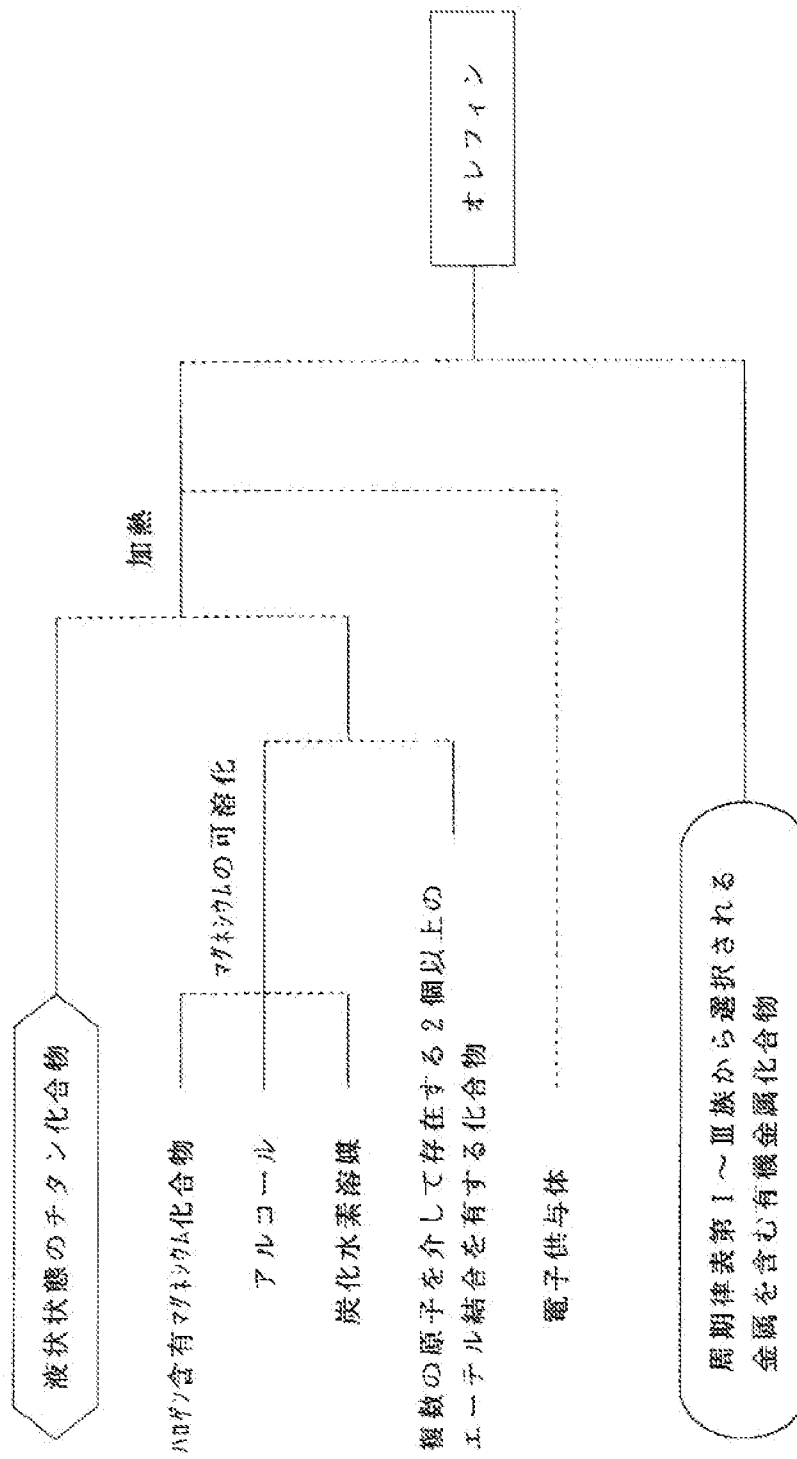 液状状態のチタン化合物
加熱
ハロゲン含有マグネシウム化合物
マグネシウムの可溶化
アルコール
炭化水素溶媒
複数の原子を介して存在する2個以上の
エーテル結合を有する化合物
オレフィン
電子供与体
周期律表第Ⅰ～Ⅲ族から選択される
金属を含む有機金属化合物